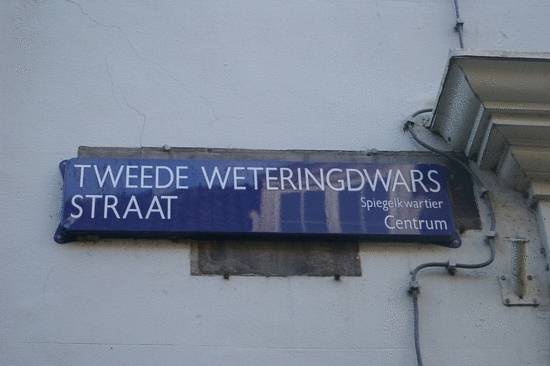 TWEEDE WETERINGDWARS
STRAAT
Spiegelkwartier
Centrum